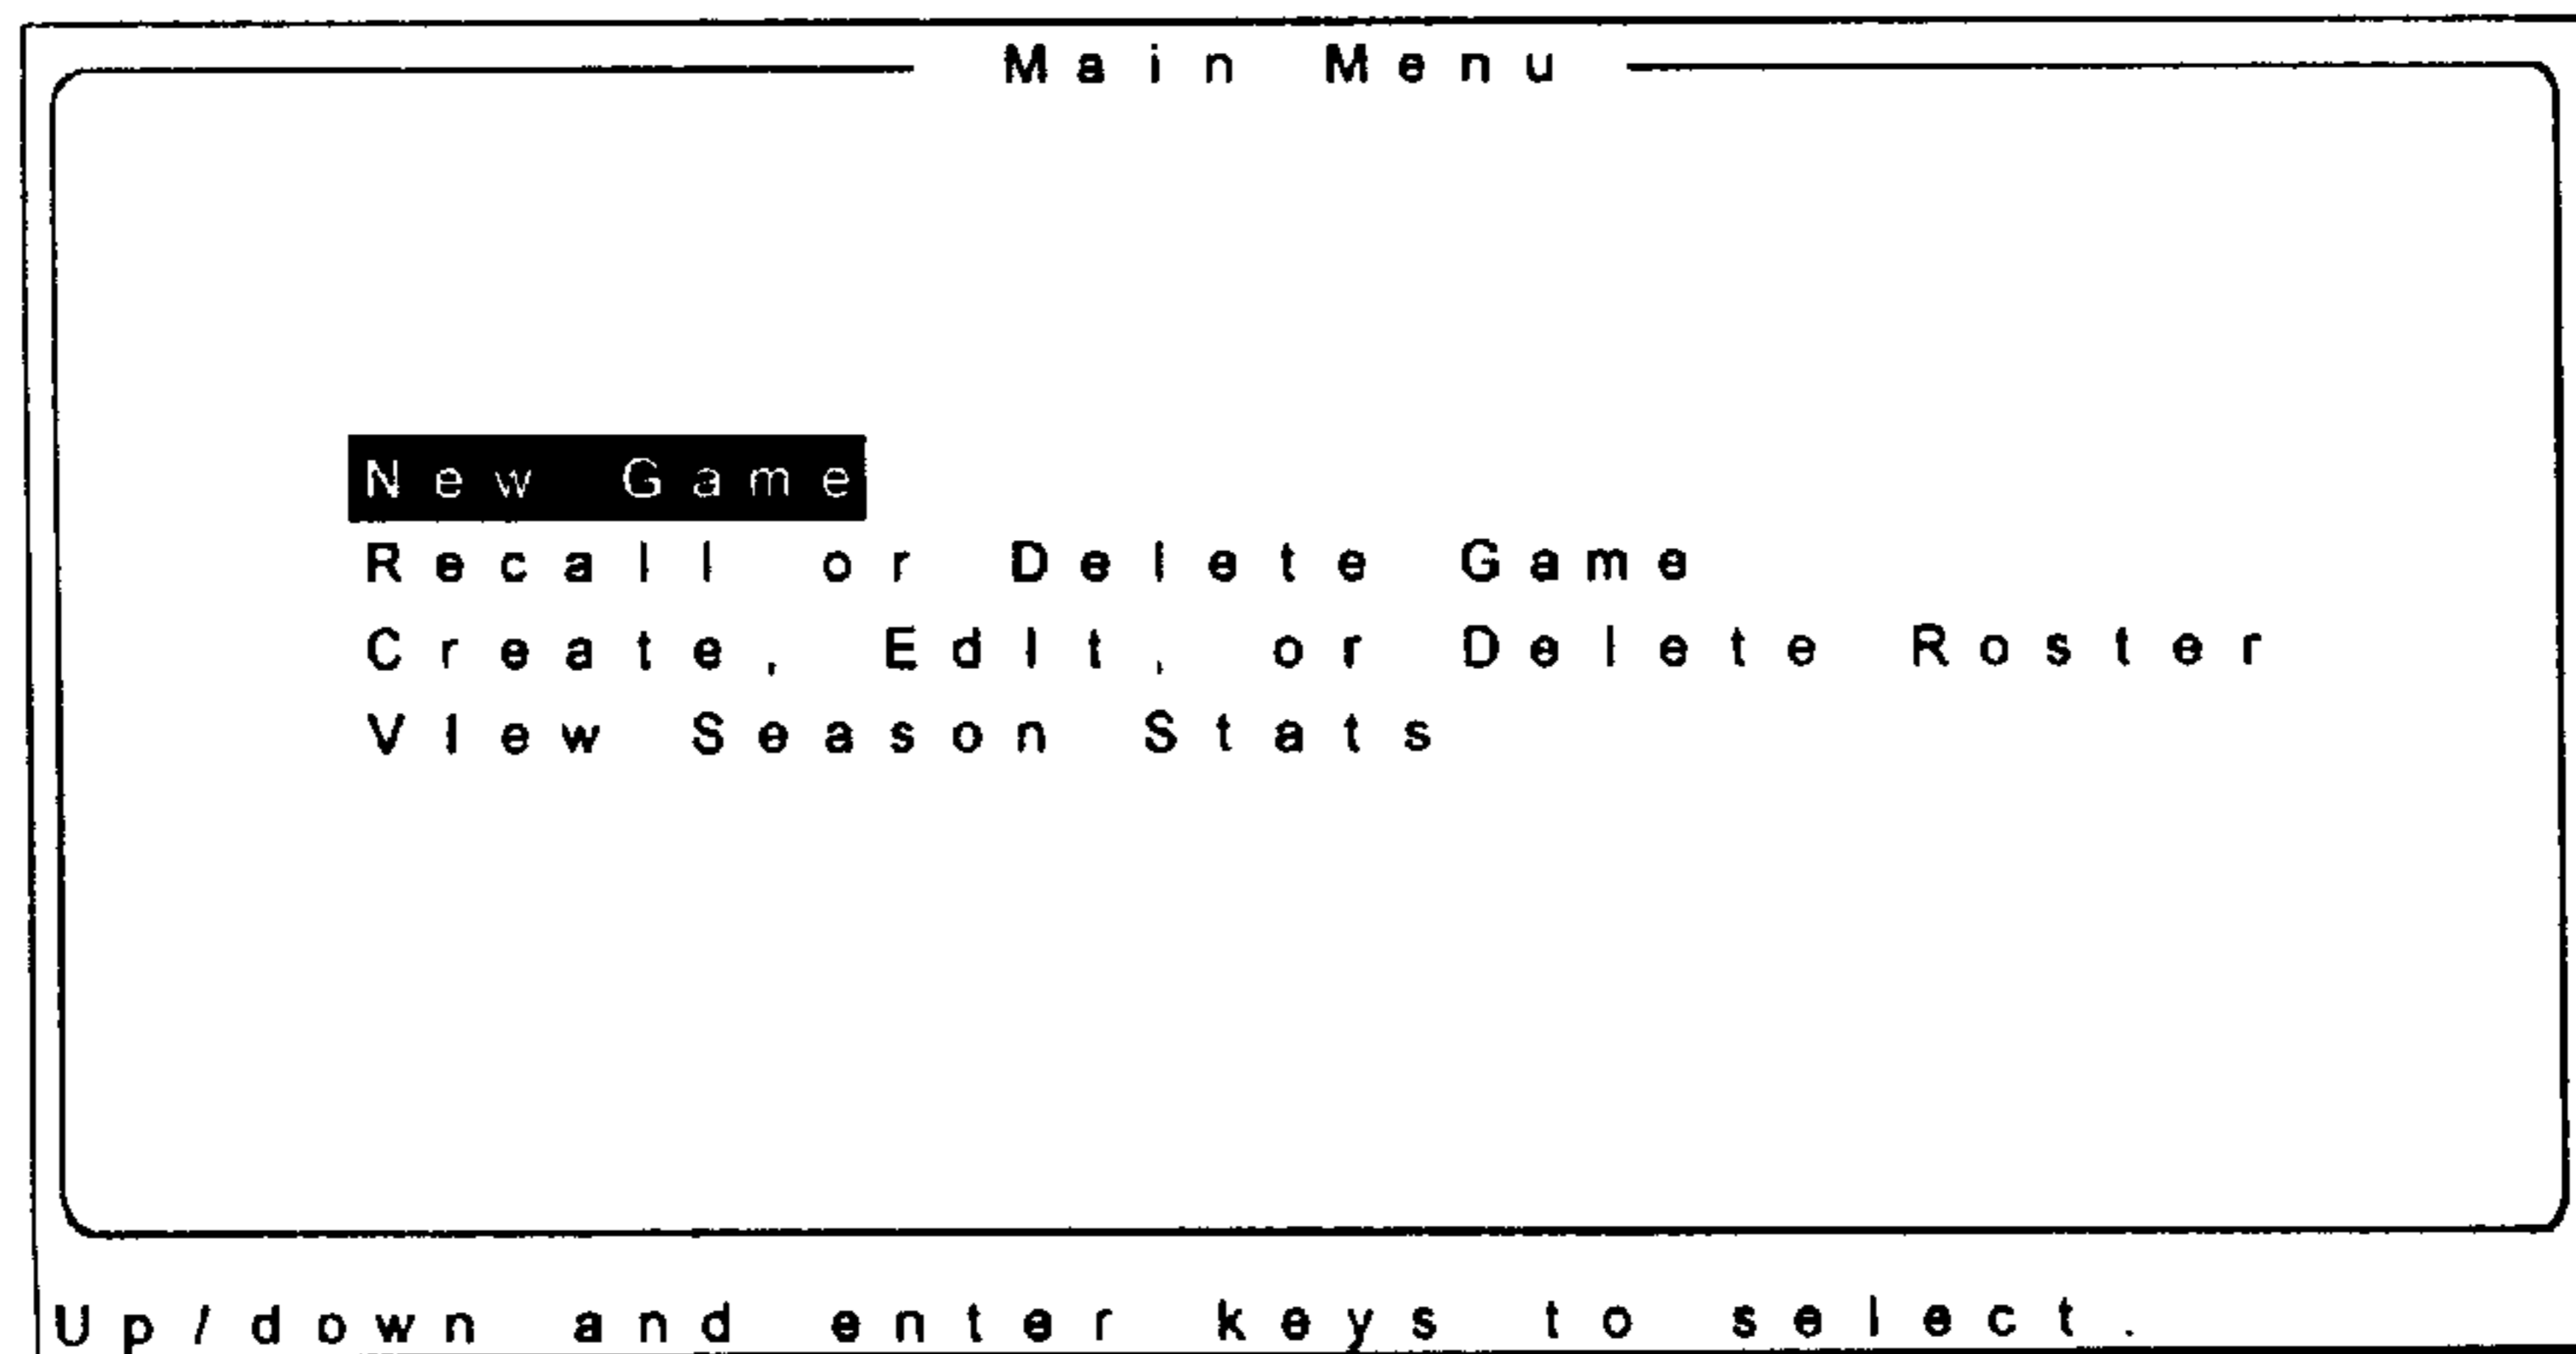 Main Menu
New Game
Recall or Delete Game
Create, Edit, or Delete Roster
View Season Stats
Up/down and enter keys to select.